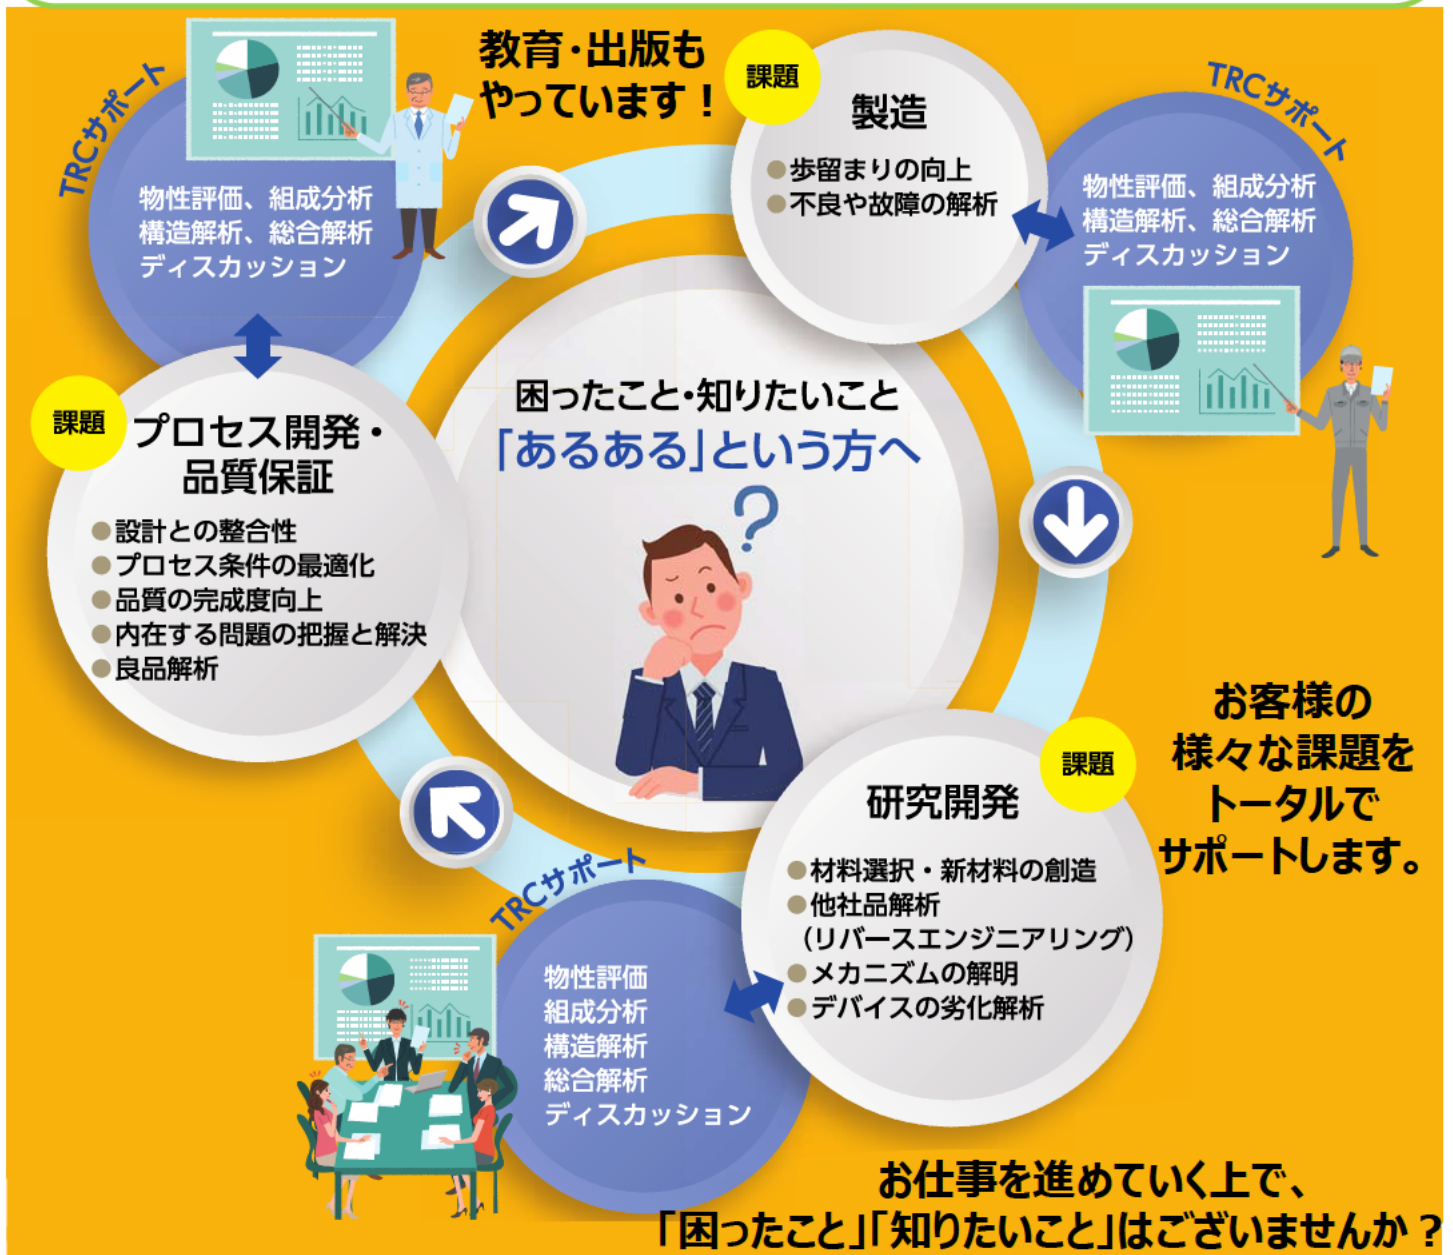 教育・出版も
やっています！
TRCサポート
物性評価、組成分析
構造解析、総合解析
ディスカッション
課題
製造
●歩留まりの向上
●不良や故障の解析
TRCサポート
物性評価、組成分析
構造解析、総合解析
ディスカッション
困ったこと・知りたいこと
「あるある」という方へ
?
課題
プロセス開発・
品質保証
●設計との整合性
●プロセス条件の最適化
●品質の完成度向上
●内在する問題の把握と解決
●良品解析
お客様の
様々な課題を
トータルで
サポートします。
課題
研究開発
●材料選択・新材料の創造
●他社品解析
（リバースエンジニアリング）
●メカニズムの解明
●デバイスの劣化解析
TRCサポート
物性評価
組成分析
構造解析
総合解析
ディスカッション
お仕事を進めていく上で、
「困ったこと」「知りたいこと」はございませんか？